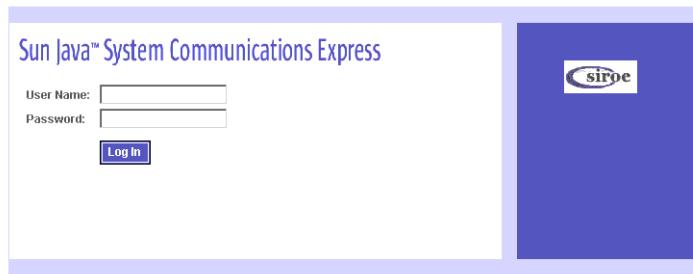 Sun Java™ System Communications Express
siroe
User Name:
Password:
Log In